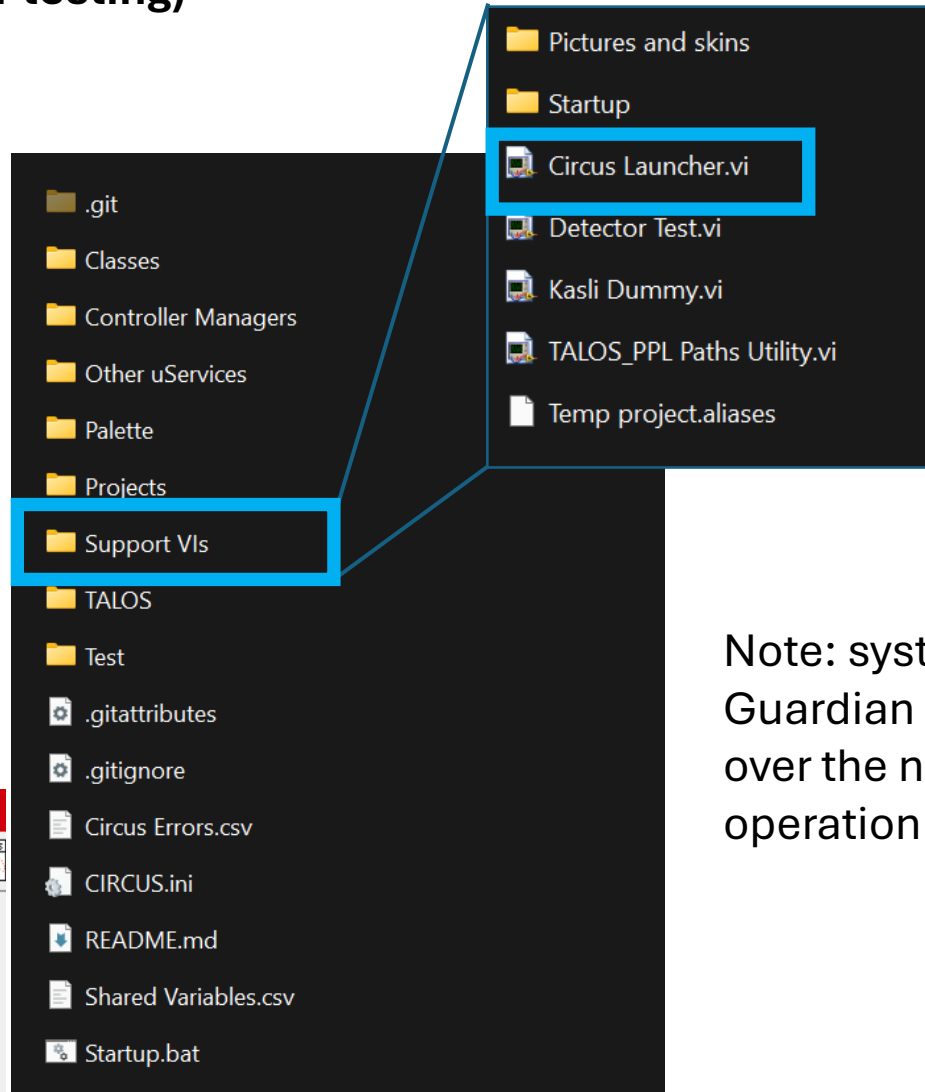 testing)
.git
Classes
Controller Managers
Other uServices
Palette
Projects
Support VIs
TALOS
Test
.gitattributes
.gitignore
Circus Errors.csv
CIRCUS.ini
README.md
Shared Variables.csv
Startup.bat
Pictures and skins
Startup
Circus Launcher.vi
Detector Test.vi
Kasli Dummy.vi
TALOS_PPL Paths Utility.vi
Temp project.aliases
Note: syst
Guardian
over the n
operation